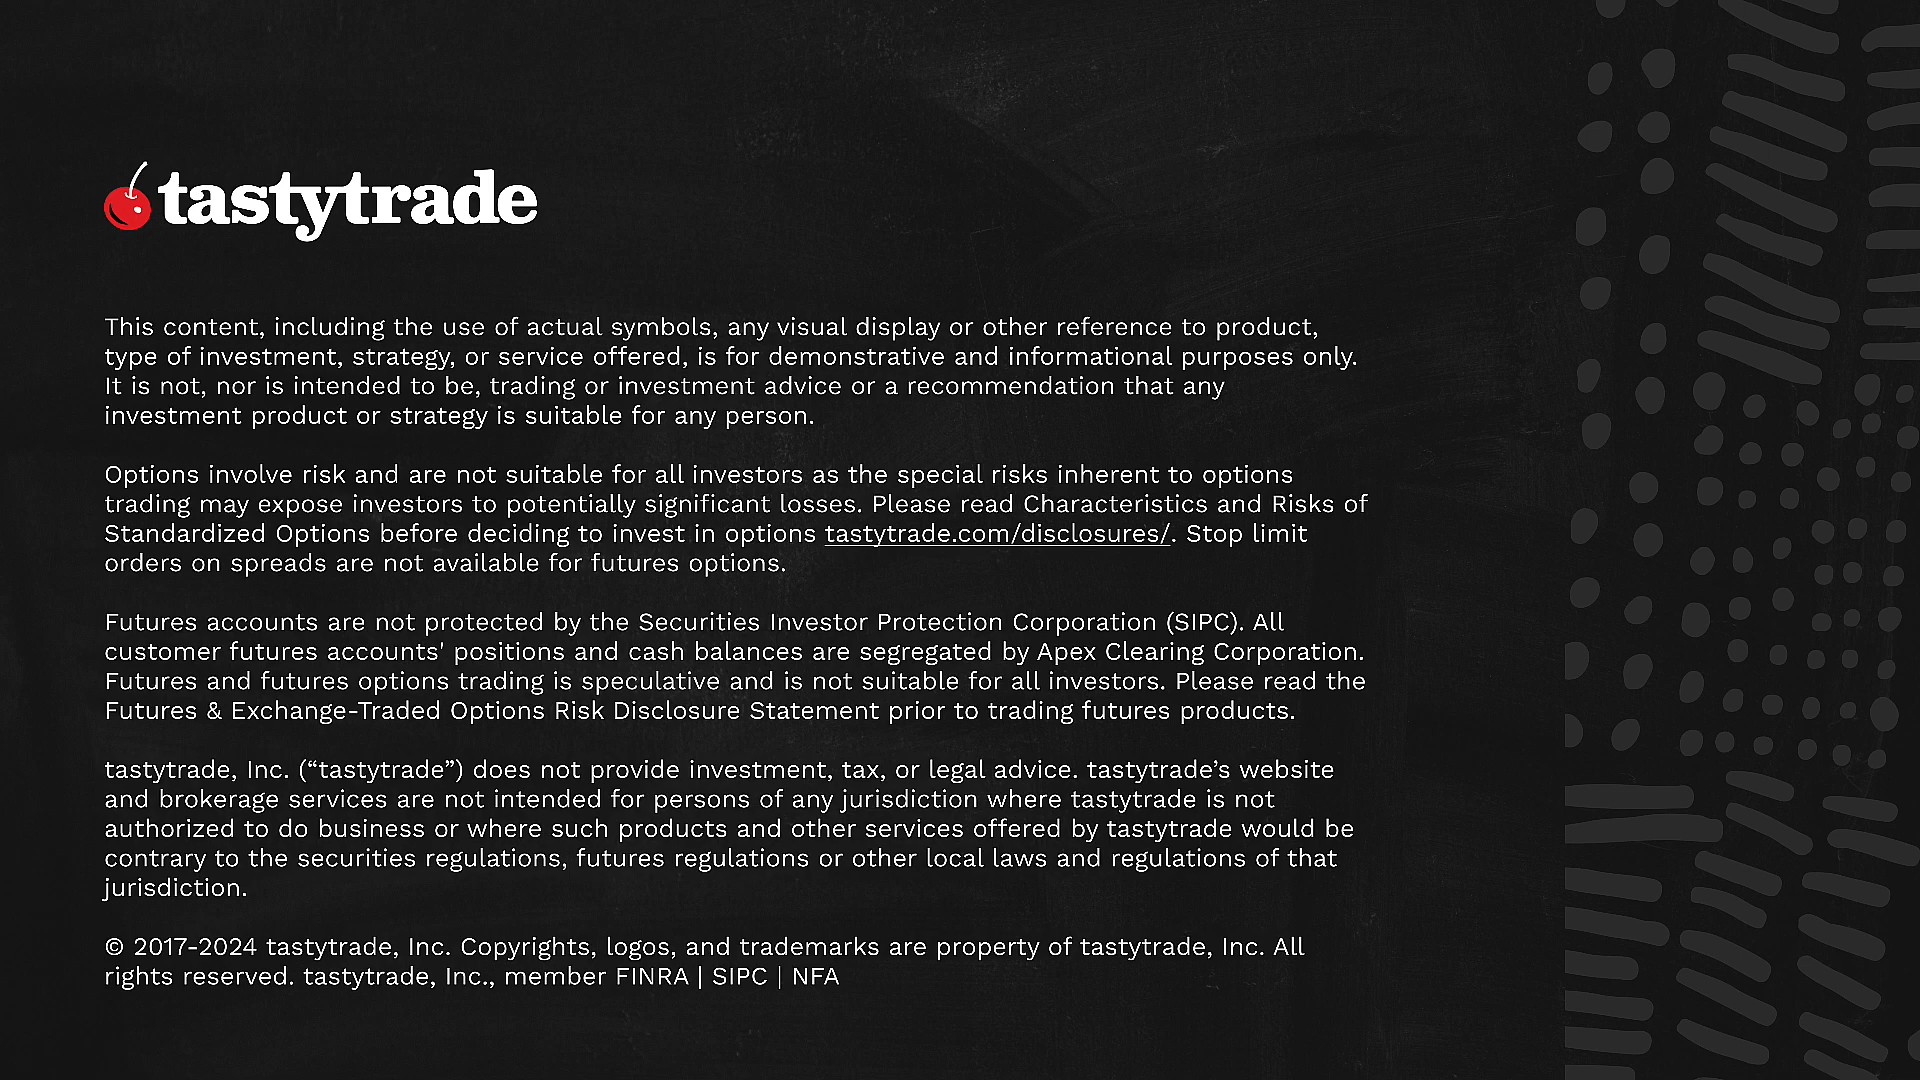 tastytrade
This content, including the use of actual symbols, any visual display or other reference to product,
type of investment, strategy, or service offered, is for demonstrative and informational purposes only.
It is not, nor is intended to be, trading or investment advice or a recommendation that any
investment product or strategy is suitable for any person.
Options involve risk and are not suitable for all investors as the special risks inherent to options
trading may expose investors to potentially significant losses. Please read Characteristics and Risks of
Standardized Options before deciding to invest in options tastytrade.com/disclosures/. Stop limit
orders on spreads are not available for futures options.
Futures accounts are not protected by the Securities Investor Protection Corporation (SIPC). All
customer futures accounts' positions and cash balances are segregated by Apex Clearing Corporation.
Futures and futures options trading is speculative and is not suitable for all investors. Please read the
Futures & Exchange-Traded Options Risk Disclosure Statement prior to trading futures products.
tastytrade, Inc. (“tastytrade”) does not provide investment, tax, or legal advice. tastytrade’s website
and brokerage services are not intended for persons of any jurisdiction where tastytrade is not
authorized to do business or where such products and other services offered by tastytrade would be
contrary to the securities regulations, futures regulations or other local laws and regulations of that
jurisdiction.
© 2017-2024 tastytrade, Inc. Copyrights, logos, and trademarks are property of tastytrade, Inc. All
rights reserved. tastytrade, Inc., member FINRA | SIPC | NFA